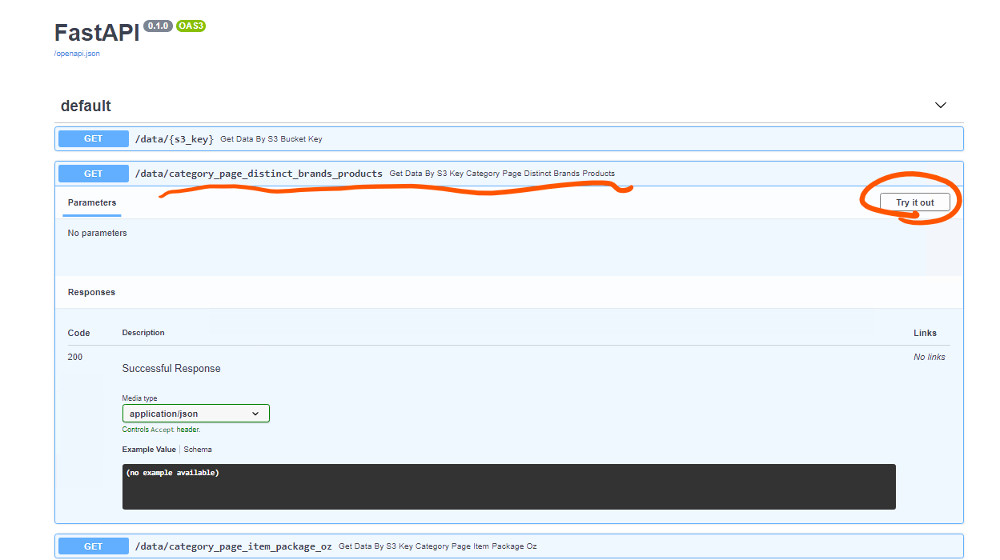 FastAPI 0.1.0 OAS3
/openapi.json
default
GET /data/{s3_key} Get Data By S3 Bucket Key
GET /data/category_page_distinct_brands_products Get Data By S3 Key Category Page Distinct Brands Products
Parameters Try it out
No parameters
Responses
Code Description Links
200 Successful Response No links
Media type
application/json
Controls Accept header.
Example Value Schema
(no example available)
GET /data/category_page_item_package_oz Get Data By S3 Key Category Page Item Package Oz